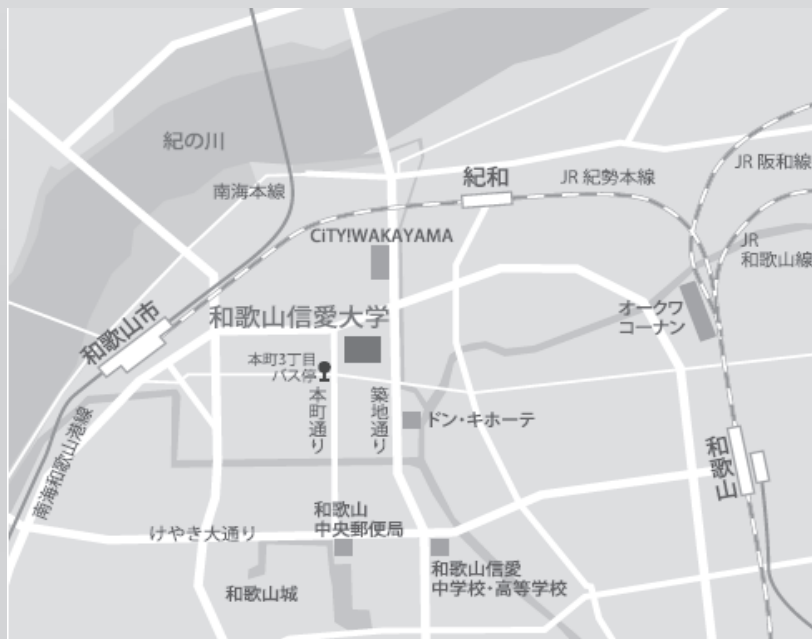 紀の川
南海本線
紀和
JR 紀勢本線
JR 阪和線
CiTY!WAKAYAMA
JR
和歌山線
和歌山市
和歌山信愛大学
オークワ
コーナン
本町3丁目
バス停
本町通り
築地通り
ドン・キホーテ
南海和歌山港線
和歌山
和歌山
中央郵便局
けやき大通り
和歌山信愛
中学校・高等学校
和歌山城